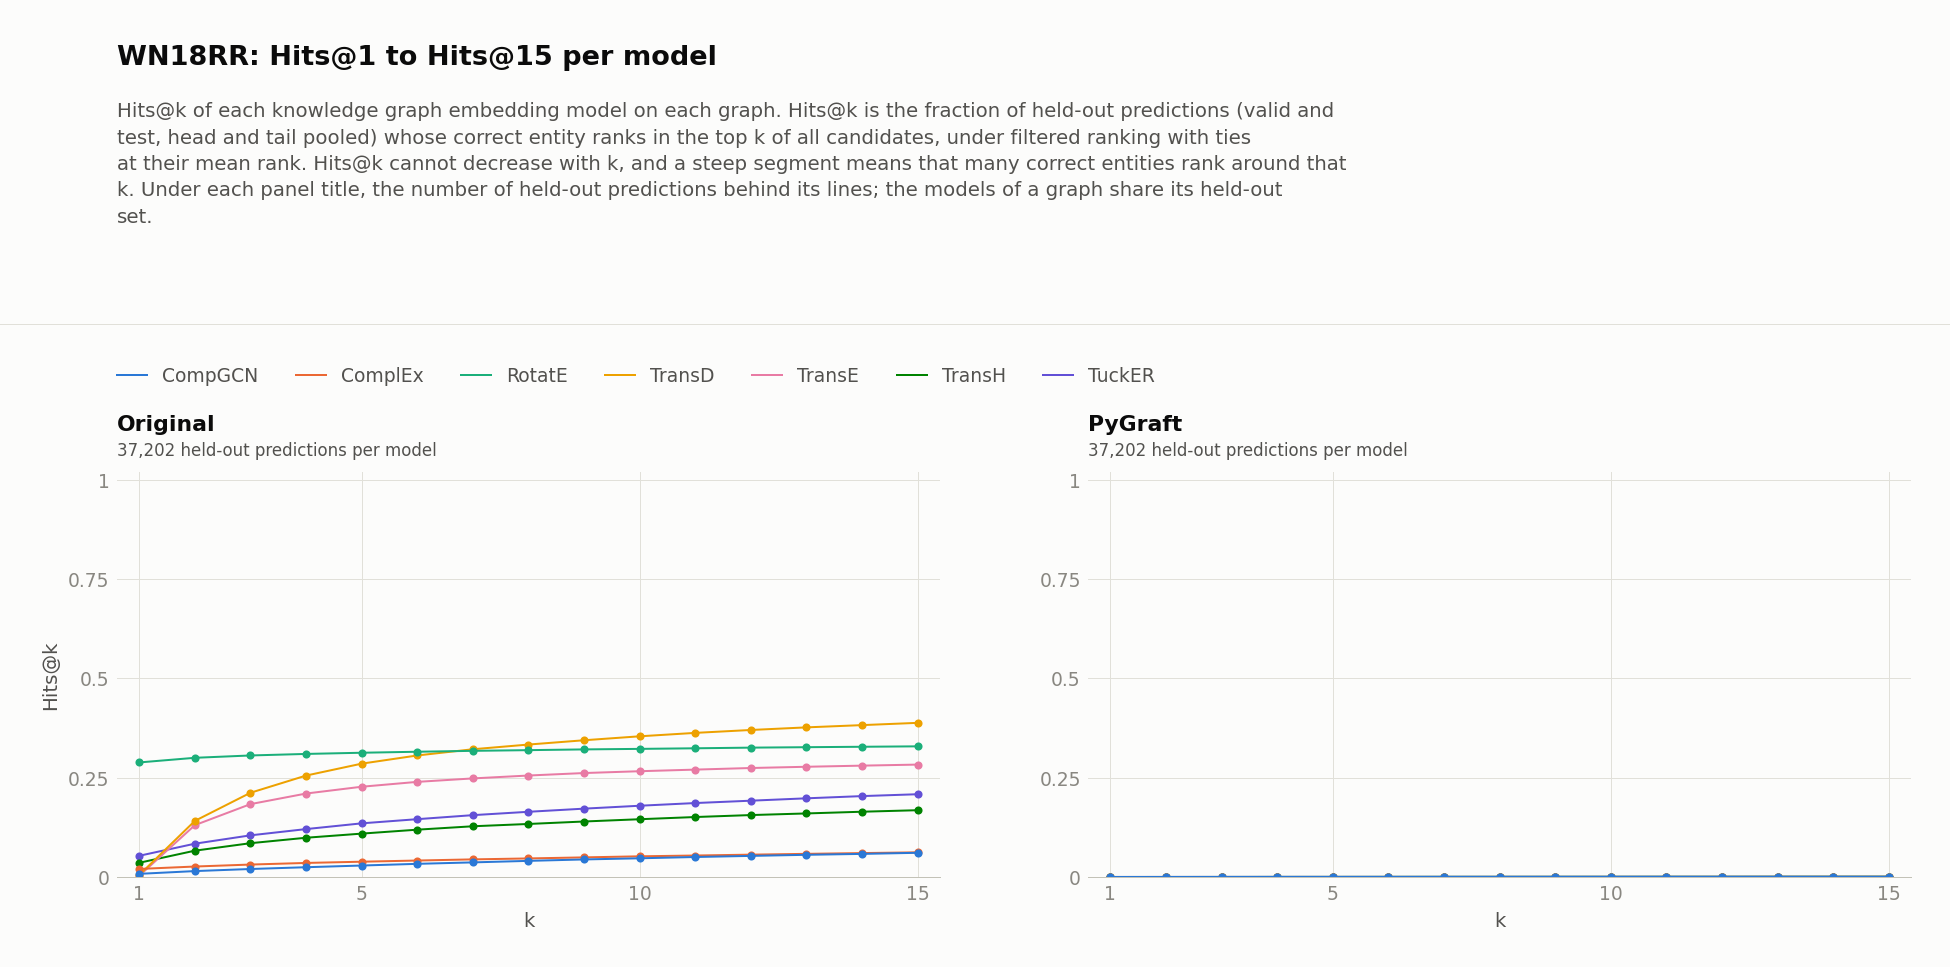 WN18RR: Hits@1 to Hits@15 per model
Hits@k of each knowledge graph embedding model on each graph. Hits@k is the fraction of held-out predictions (valid and
test, head and tail pooled) whose correct entity ranks in the top k of all candidates, under filtered ranking with ties
at their mean rank. Hits@k cannot decrease with k, and a steep segment means that many correct entities rank around that
k. Under each panel title, the number of held-out predictions behind its lines; the models of a graph share its held-out
set.
CompGCN ComplEx RotatE TransD TransE TransH TuckER
Original
37,202 held-out predictions per model
1
0.75
0.5
0.25
0
Hits@k
1 5 10 15
k
PyGraft
37,202 held-out predictions per model
1
0.75
0.5
0.25
0
1 5 10 15
k